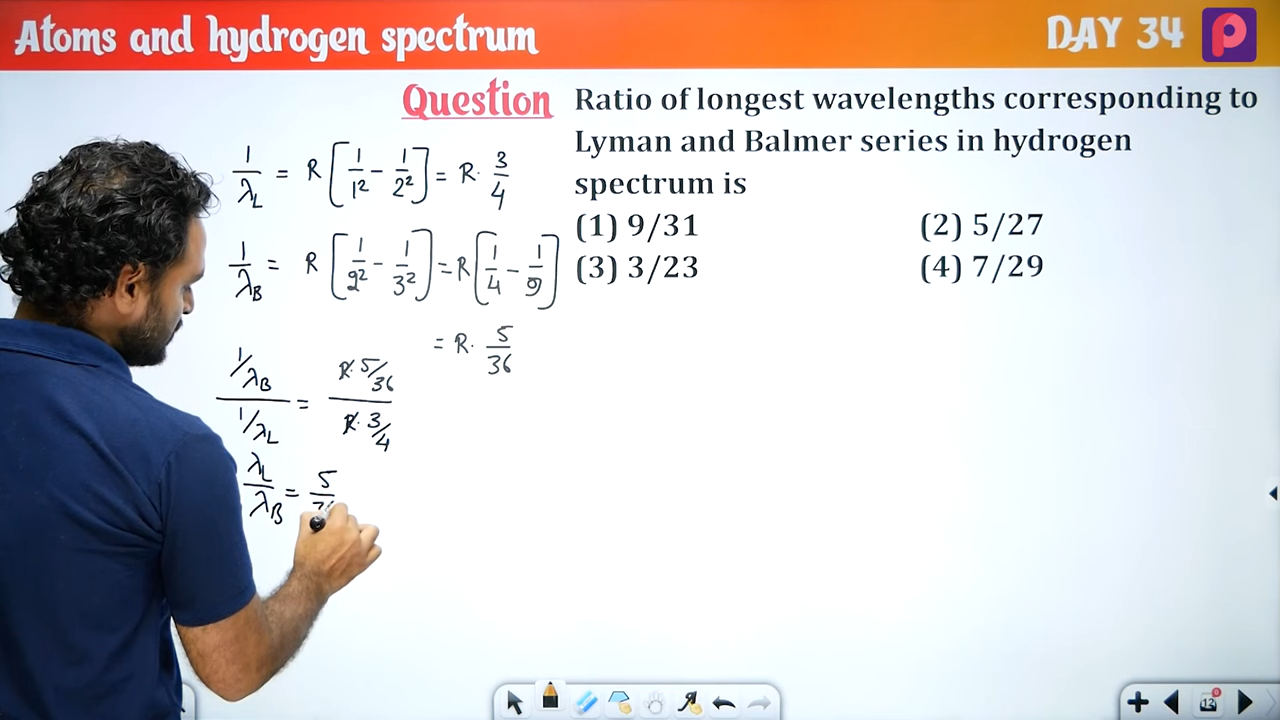 Atoms and hydrogen spectrum
DAY 34
Question Ratio of longest wavelengths corresponding to
Lyman and Balmer series in hydrogen
spectrum is
(1) 9/31 (2) 5/27
(3) 3/23 (4) 7/29
1/λL = R [1/1² − 1/2²] = R· 3/4
1/λB = R [1/2² − 1/3²] = R [1/4 − 1/9]
= R· 5/36
(1/λB)/(1/λL) = (R·5/36)/(R·3/4)
λL/λB = 5/
12